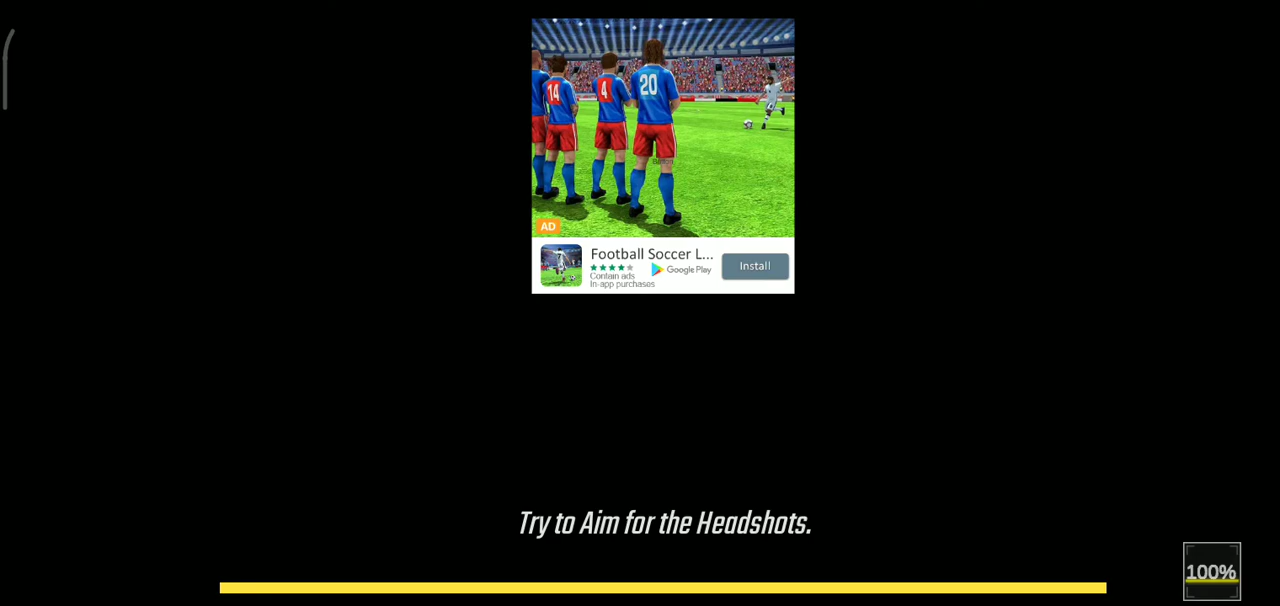 14
4
20
Button
AD
Football Soccer L...
Google Play
Install
Contain ads
In-app purchases
Try to Aim for the Headshots.
100%